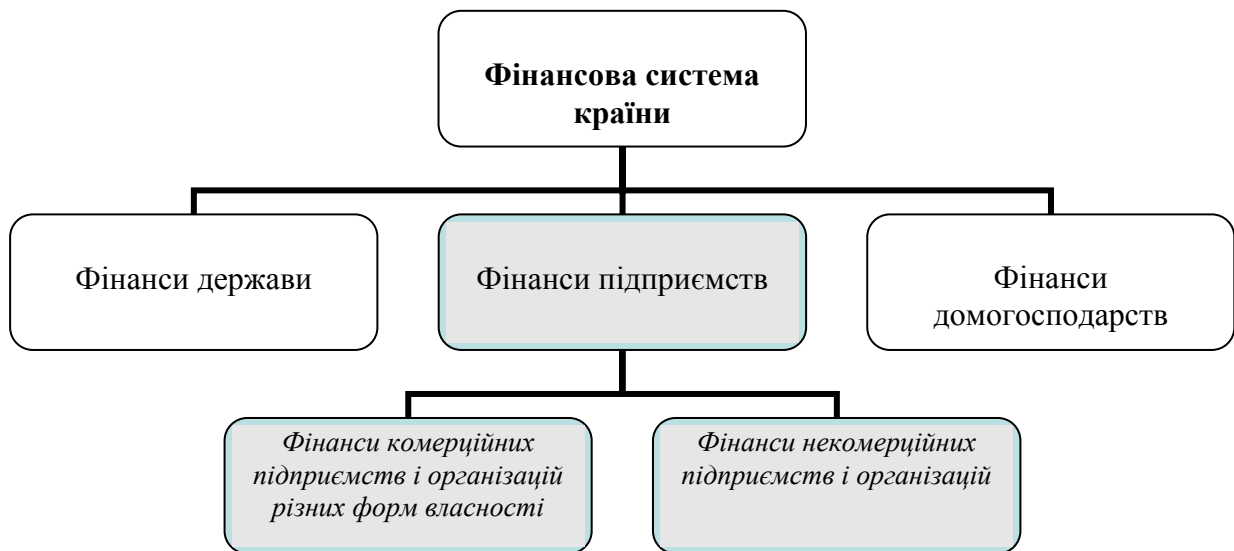 Фінансова система
країни
Фінанси держави
Фінанси підприємств
Фінанси
домогосподарств
Фінанси комерційних
підприємств і організацій
різних форм власності
Фінанси некомерційних
підприємств і організацій